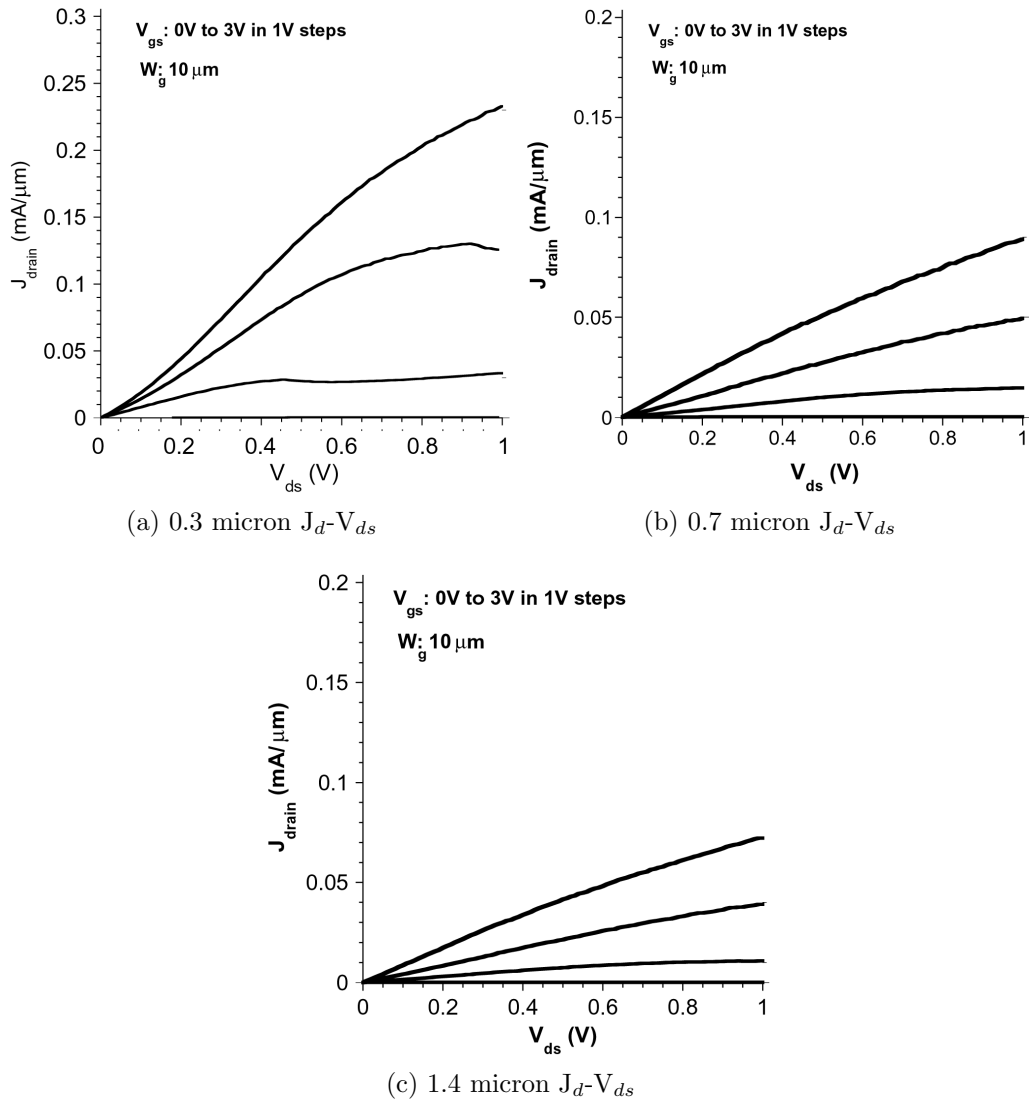 V_gs: 0V to 3V in 1V steps
W_g: 10 μm
0.3
0.25
0.2
0.15
0.1
0.05
0
J_drain (mA/μm)
0 0.2 0.4 0.6 0.8 1
V_ds (V)
(a) 0.3 micron J_d-V_ds
V_gs: 0V to 3V in 1V steps
W_g: 10 μm
0.2
0.15
0.1
0.05
0
J_drain (mA/μm)
0 0.2 0.4 0.6 0.8 1
V_ds (V)
(b) 0.7 micron J_d-V_ds
V_gs: 0V to 3V in 1V steps
W_g: 10 μm
0.2
0.15
0.1
0.05
0
J_drain (mA/μm)
0 0.2 0.4 0.6 0.8 1
V_ds (V)
(c) 1.4 micron J_d-V_ds